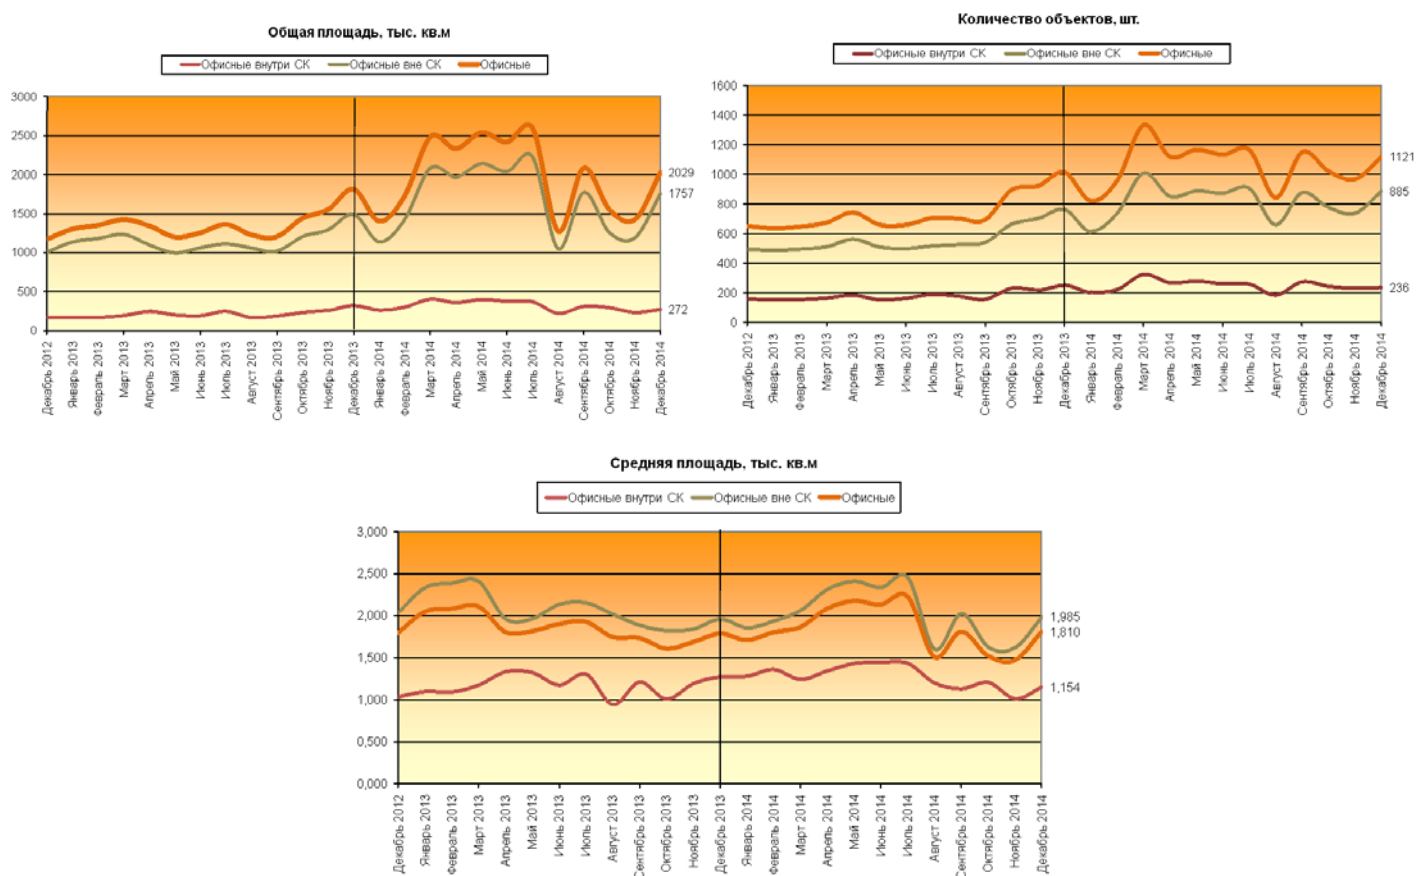 Общая площадь, тыс. кв.м
Офисные внутри СК Офисные вне СК Офисные
3000
2500
2000
1500
1000
500
0
2029
1757
272
Декабрь 2012
Январь 2013
Февраль 2013
Март 2013
Апрель 2013
Май 2013
Июнь 2013
Июль 2013
Август 2013
Сентябрь 2013
Октябрь 2013
Ноябрь 2013
Декабрь 2013
Январь 2014
Февраль 2014
Март 2014
Апрель 2014
Май 2014
Июнь 2014
Июль 2014
Август 2014
Сентябрь 2014
Октябрь 2014
Ноябрь 2014
Декабрь 2014
Количество объектов, шт.
Офисные внутри СК Офисные вне СК Офисные
1600
1400
1200
1000
800
600
400
200
0
1121
885
236
Декабрь 2012
Январь 2013
Февраль 2013
Март 2013
Апрель 2013
Май 2013
Июнь 2013
Июль 2013
Август 2013
Сентябрь 2013
Октябрь 2013
Ноябрь 2013
Декабрь 2013
Январь 2014
Февраль 2014
Март 2014
Апрель 2014
Май 2014
Июнь 2014
Июль 2014
Август 2014
Сентябрь 2014
Октябрь 2014
Ноябрь 2014
Декабрь 2014
Средняя площадь, тыс. кв.м
Офисные внутри СК Офисные вне СК Офисные
3,000
2,500
2,000
1,500
1,000
0,500
0,000
1,985
1,810
1,154
Декабрь 2012
Январь 2013
Февраль 2013
Март 2013
Апрель 2013
Май 2013
Июнь 2013
Июль 2013
Август 2013
Сентябрь 2013
Октябрь 2013
Ноябрь 2013
Декабрь 2013
Январь 2014
Февраль 2014
Март 2014
Апрель 2014
Май 2014
Июнь 2014
Июль 2014
Август 2014
Сентябрь 2014
Октябрь 2014
Ноябрь 2014
Декабрь 2014